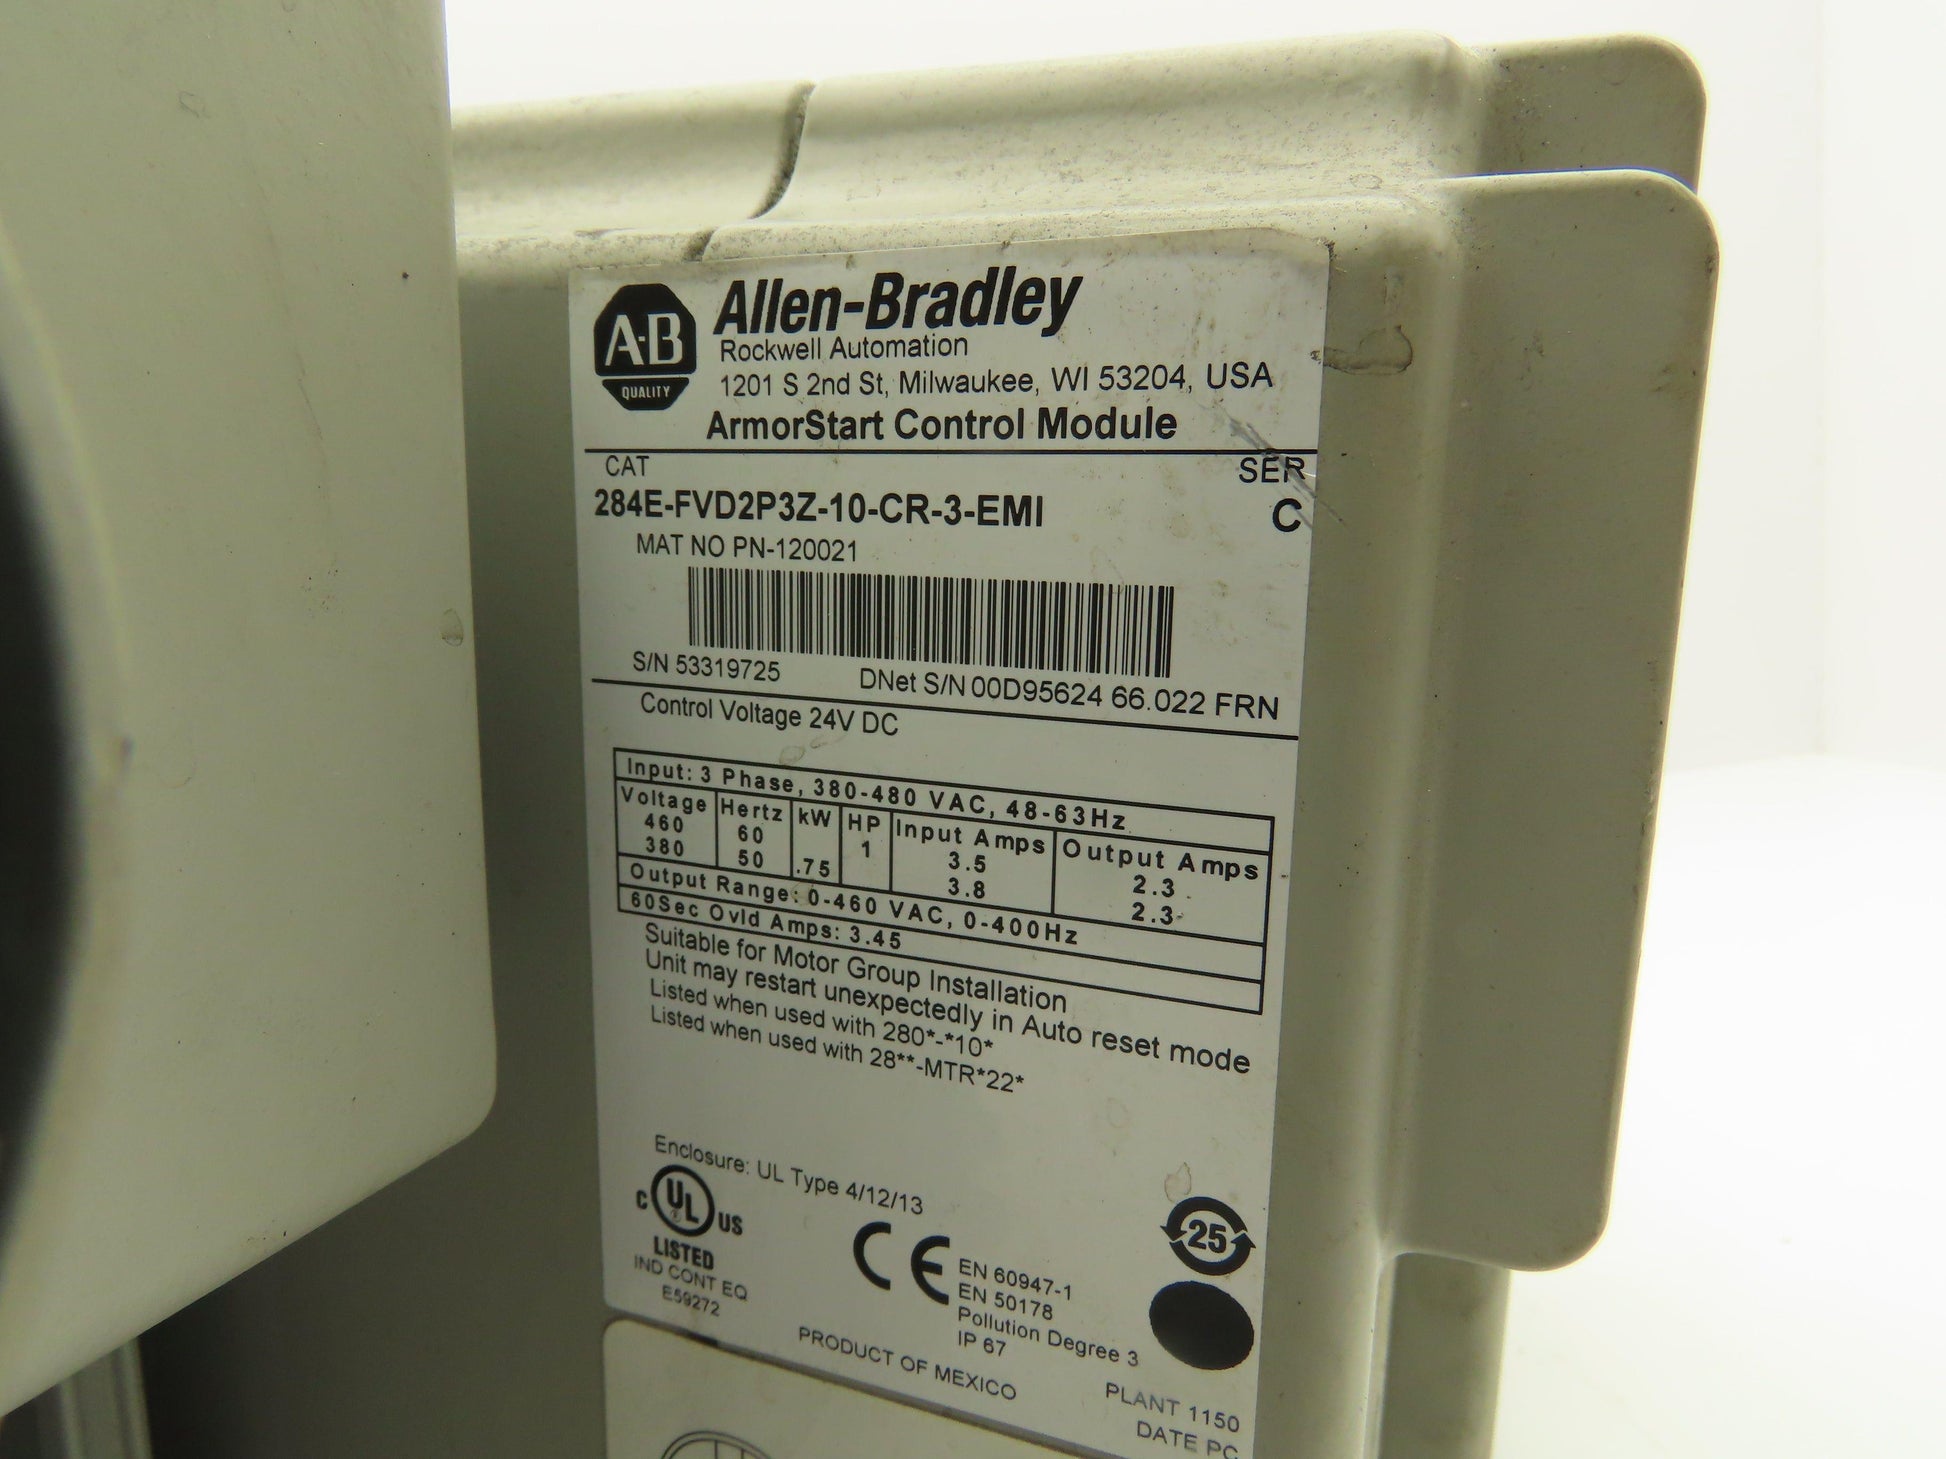 A-B
QUALITY
Allen-Bradley
Rockwell Automation
1201 S 2nd St, Milwaukee, WI 53204, USA
ArmorStart Control Module
CAT SER
284E-FVD2P3Z-10-CR-3-EMI C
MAT NO PN-120021
S/N 53319725 DNet S/N 00D95624 66.022 FRN
Control Voltage 24V DC
Input: 3 Phase, 380-480 VAC, 48-63Hz
Voltage Hertz kW HP Input Amps Output Amps
460 60 1 3.5 2.3
380 50 .75 3.8 2.3
Output Range: 0-460 VAC, 0-400Hz
60Sec Ovld Amps: 3.45
Suitable for Motor Group Installation
Unit may restart unexpectedly in Auto reset mode
Listed when used with 280*-*10*
Listed when used with 28**-MTR*22*
Enclosure: UL Type 4/12/13
C UL ® US
LISTED
IND CONT EQ
E59272
CE
EN 60947-1
EN 50178
Pollution Degree 3
IP 67
25
PRODUCT OF MEXICO
PLANT 1150
DATE PC